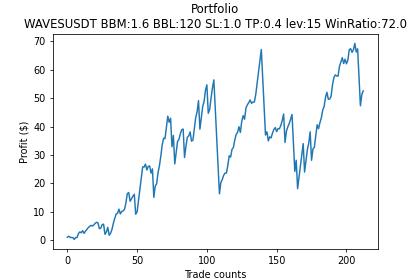 Portfolio
WAVESUSDT BBM:1.6 BBL:120 SL:1.0 TP:0.4 lev:15 WinRatio:72.0
70
60
50
40
30
20
10
0
Profit ($)
0 50 100 150 200
Trade counts